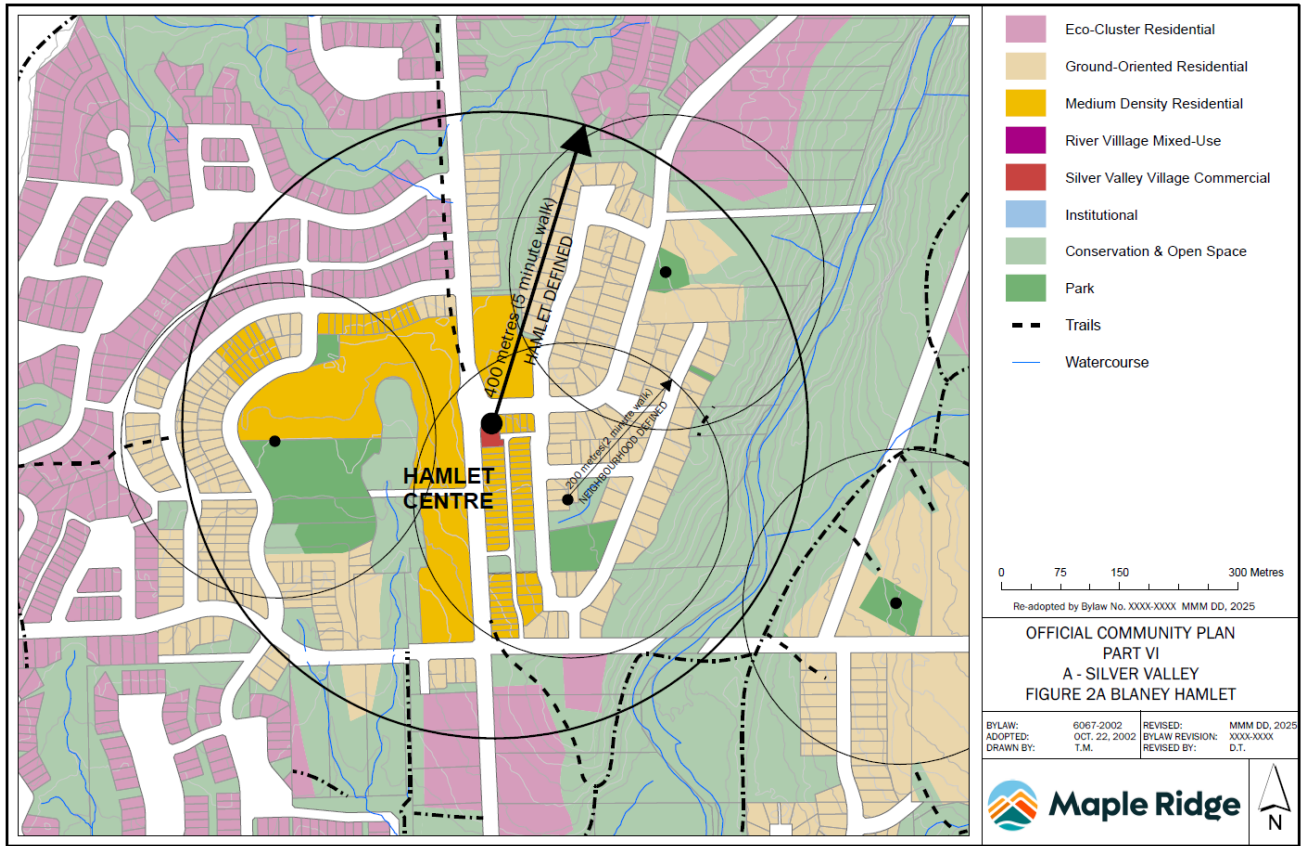 400 metres (5 minute walk)
HAMLET DEFINED
200 metres(2 minute walk)
NEIGHBOURHOOD DEFINED
HAMLET
CENTRE
Eco-Cluster Residential
Ground-Oriented Residential
Medium Density Residential
River Villlage Mixed-Use
Silver Valley Village Commercial
Institutional
Conservation & Open Space
Park
Trails
Watercourse
0 75 150 300 Metres
Re-adopted by Bylaw No. XXXX-XXXX MMM DD, 2025
OFFICIAL COMMUNITY PLAN
PART VI
A - SILVER VALLEY
FIGURE 2A BLANEY HAMLET
BYLAW: 6067-2002 REVISED: MMM DD, 2025
ADOPTED: OCT. 22, 2002 BYLAW REVISION: XXXX-XXXX
DRAWN BY: T.M. REVISED BY: D.T.
Maple Ridge
N